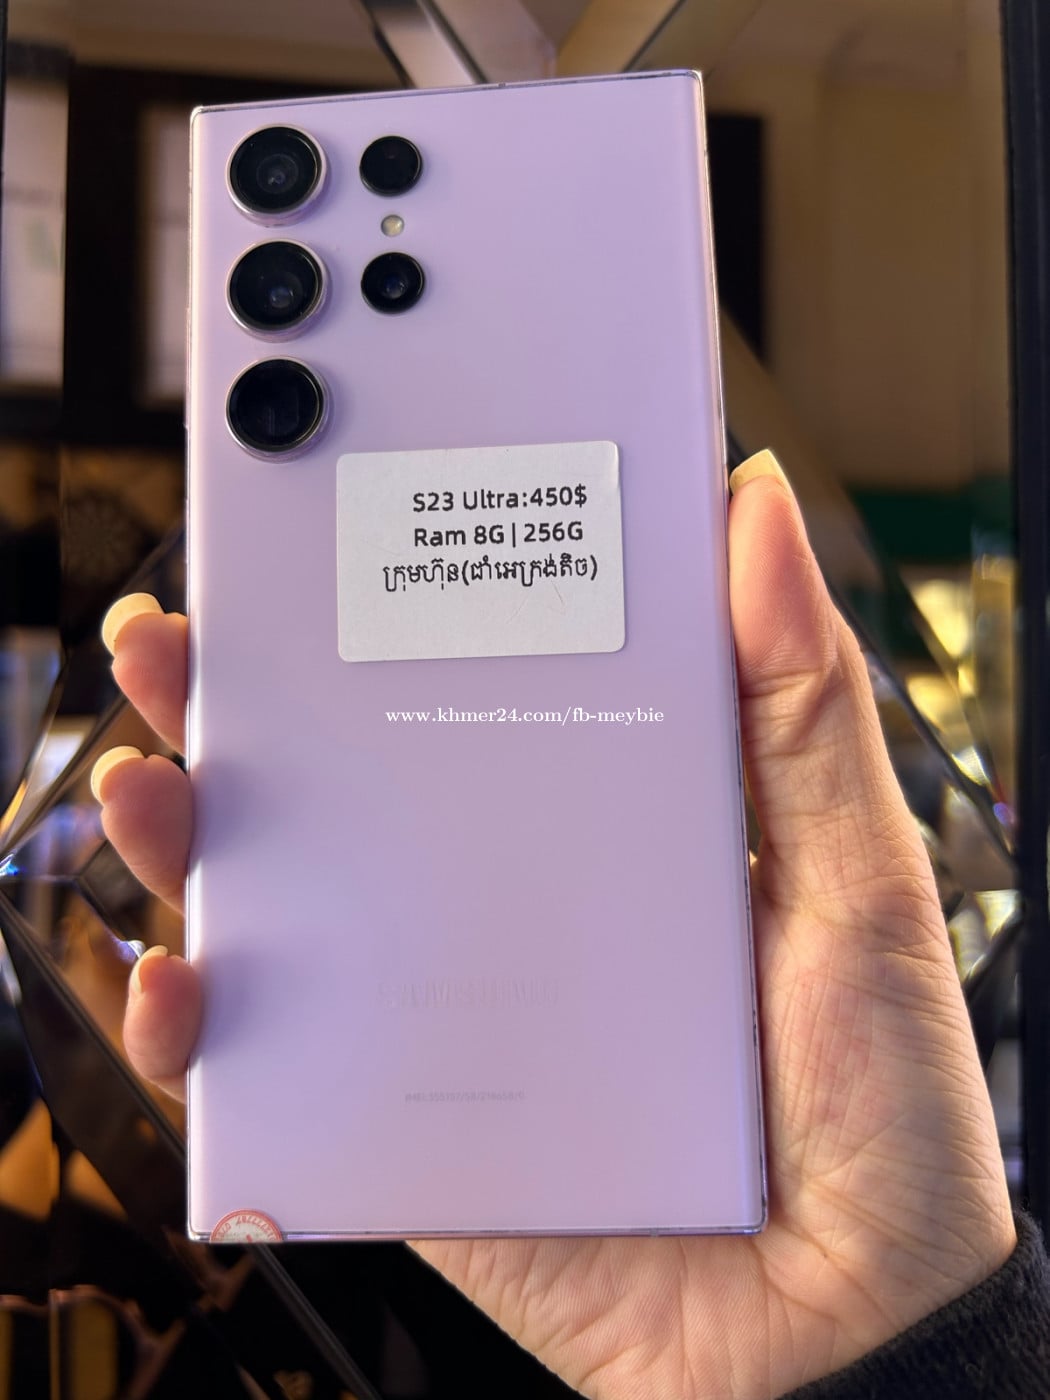 S23 Ultra:450$
Ram 8G | 256G
ក្រុមហ៊ុន(ជាំអេក្រង់តិច)
www.khmer24.com/fb-meybie
SAMSUNG